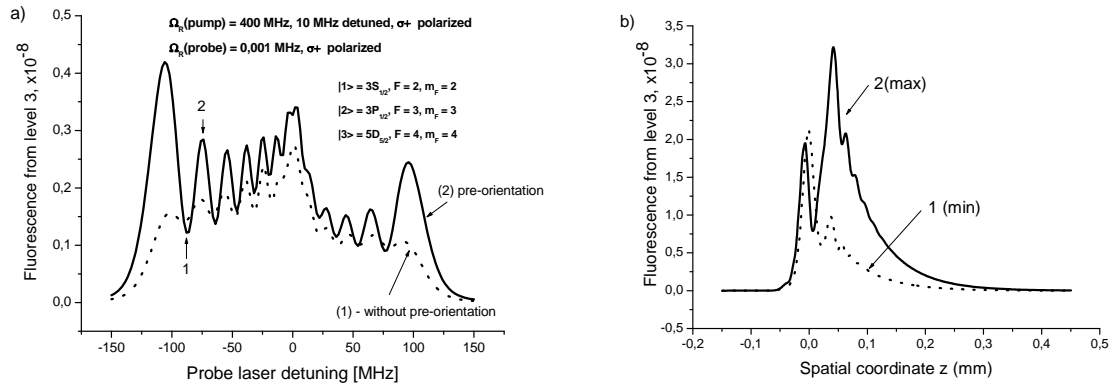 a)
Ω_R(pump) = 400 MHz, 10 MHz detuned, σ+ polarized
Ω_R(probe) = 0,001 MHz, σ+ polarized
|1> = 3S_1/2, F = 2, m_F = 2
|2> = 3P_1/2, F = 3, m_F = 3
|3> = 5D_5/2, F = 4, m_F = 4
2
1
(2) pre-orientation
(1) - without pre-orientation
Fluorescence from level 3, x10^-8
0,5
0,4
0,3
0,2
0,1
0,0
-150 -100 -50 0 50 100 150
Probe laser detuning [MHz]
b)
2(max)
1 (min)
Fluorescence from level 3, x10^-8
3,5
3,0
2,5
2,0
1,5
1,0
0,5
0,0
-0,5
-0,2 -0,1 0,0 0,1 0,2 0,3 0,4 0,5
Spatial coordinate z (mm)